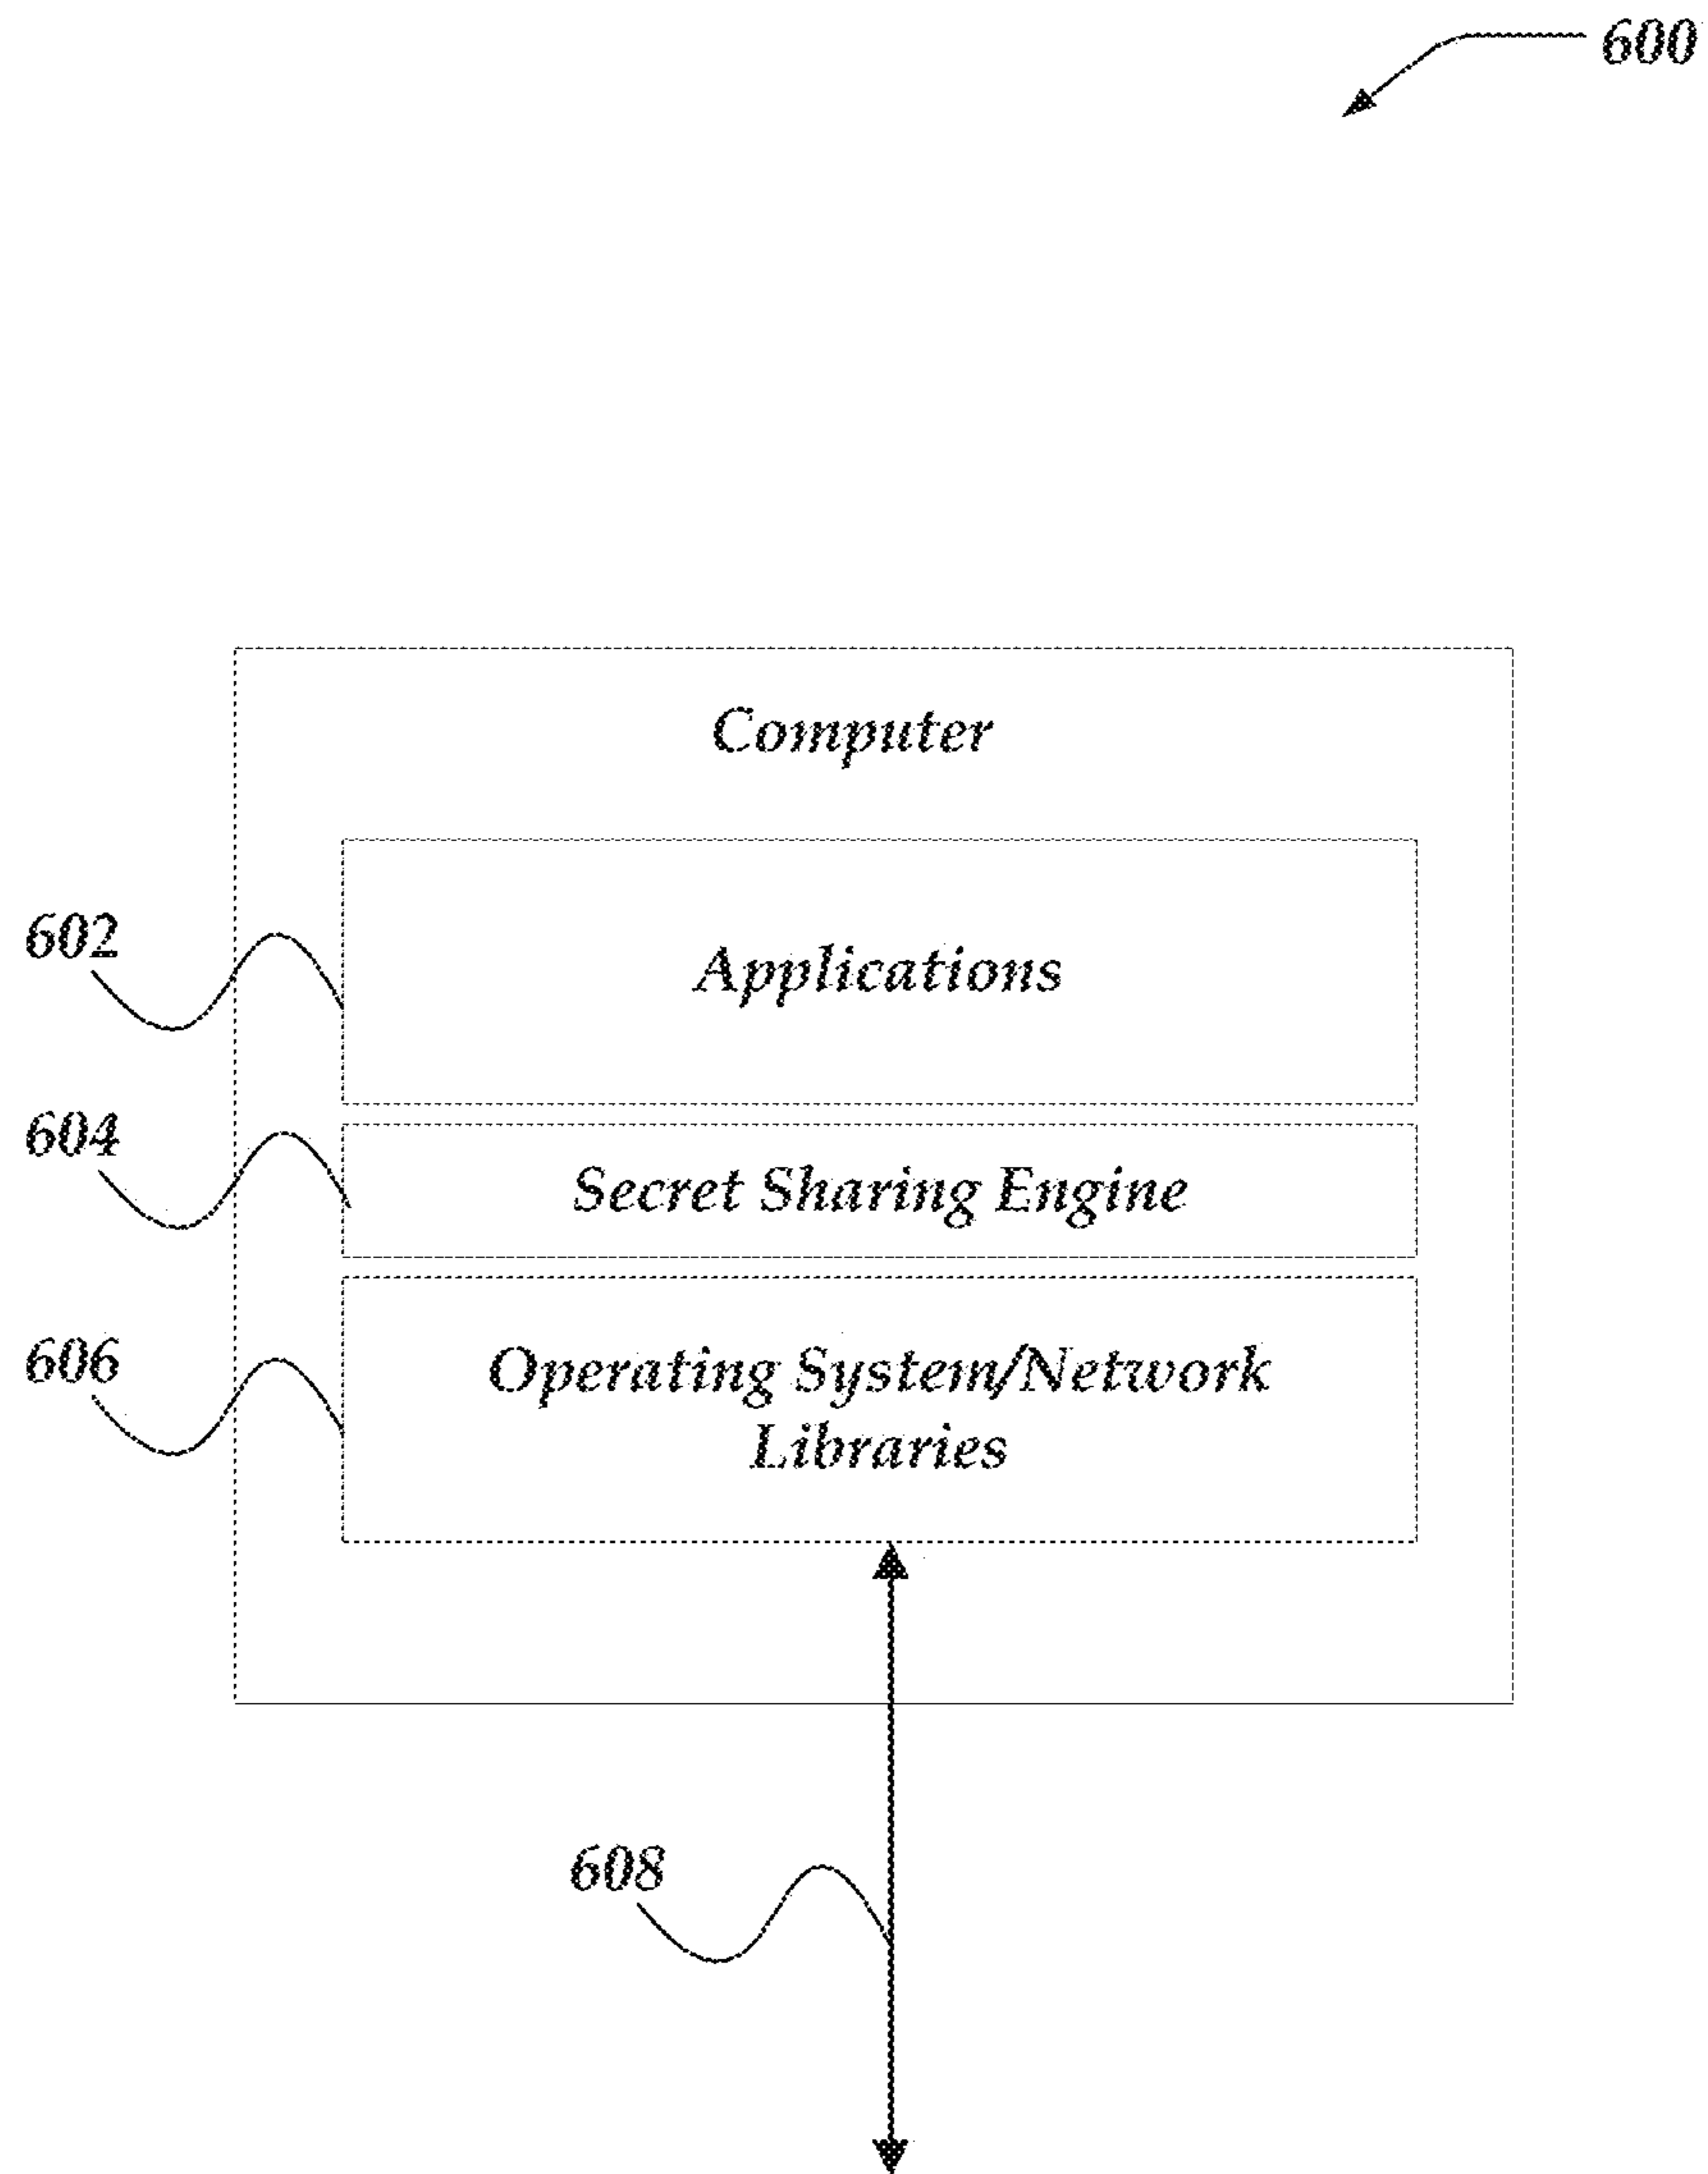 600
Computer
602
Applications
604
Secret Sharing Engine
606
Operating System/Network
Libraries
608